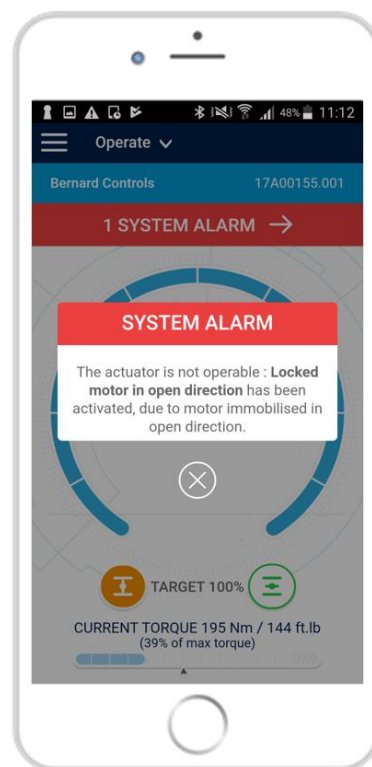 48% 11:12
Operate
Bernard Controls 17A00155.001
1 SYSTEM ALARM
SYSTEM ALARM
The actuator is not operable : Locked
motor in open direction has been
activated, due to motor immobilised in
open direction.
TARGET 100%
CURRENT TORQUE 195 Nm / 144 ft.lb
(39% of max torque)